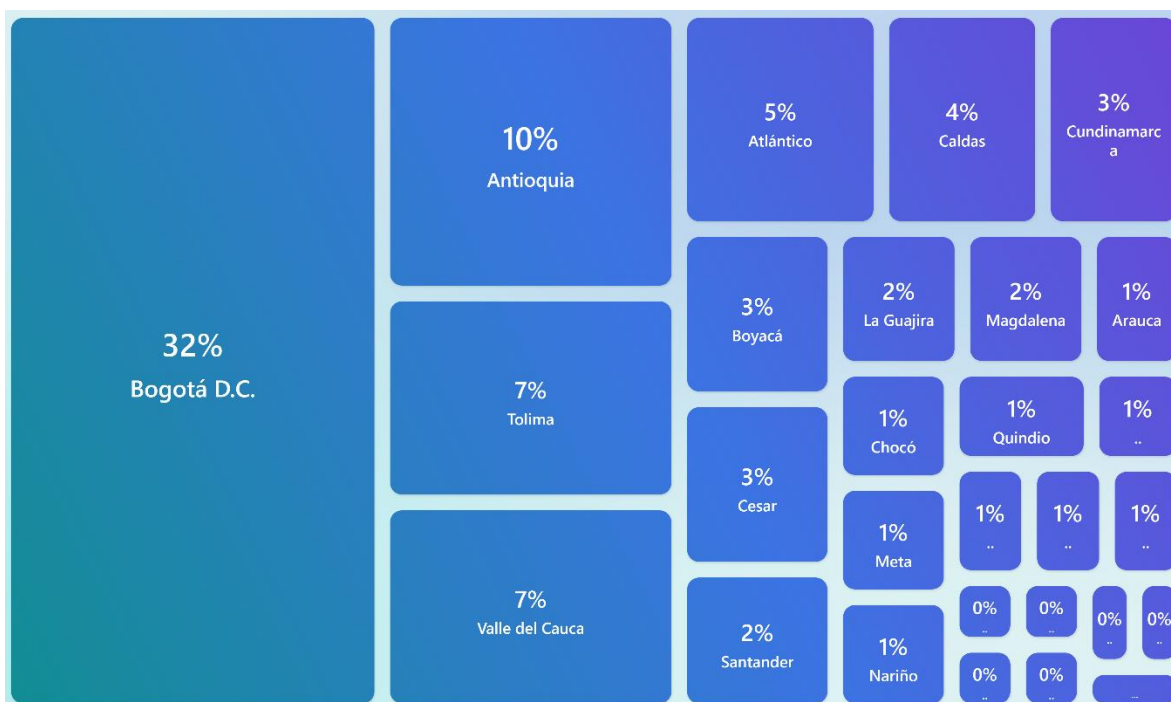 32%
Bogotá D.C.
10%
Antioquia
7%
Tolima
7%
Valle del Cauca
5%
Atlántico
4%
Caldas
3%
Cundinamarc
a
3%
Boyacá
3%
Cesar
2%
Santander
2%
La Guajira
2%
Magdalena
1%
Arauca
1%
Chocó
1%
Meta
1%
Nariño
1%
Quindio
1%
..
1%
..
1%
..
1%
..
0%
..
0%
..
0%
..
0%
..
0%
..
0%
..
...